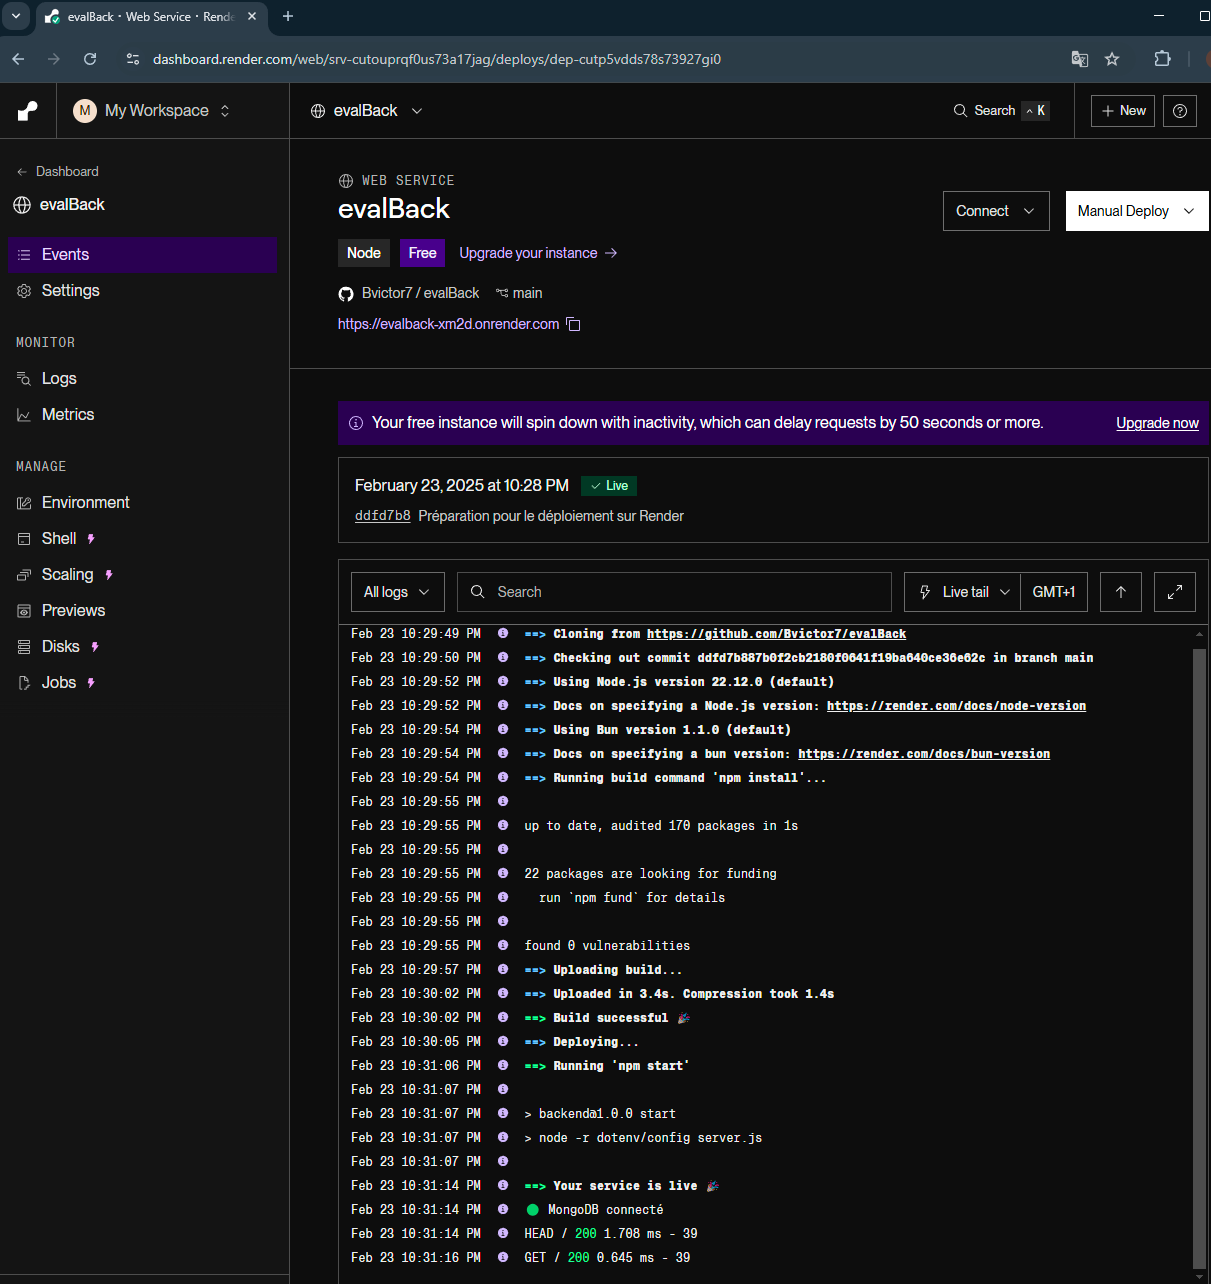 evalBack · Web Service · Rende
dashboard.render.com/web/srv-cutouprqf0us73a17jag/deploys/dep-cutp5vdds78s73927gi0
M My Workspace
evalBack
Search ^ K
+ New
Dashboard
evalBack
Events
Settings
MONITOR
Logs
Metrics
MANAGE
Environment
Shell
Scaling
Previews
Disks
Jobs
WEB SERVICE
evalBack
Connect
Manual Deploy
Node Free Upgrade your instance →
Bvictor7 / evalBack main
https://evalback-xm2d.onrender.com
Your free instance will spin down with inactivity, which can delay requests by 50 seconds or more. Upgrade now
February 23, 2025 at 10:28 PM Live
ddfd7b8 Préparation pour le déploiement sur Render
All logs Search Live tail GMT+1
Feb 23 10:29:49 PM ==> Cloning from https://github.com/Bvictor7/evalBack
Feb 23 10:29:50 PM ==> Checking out commit ddfd7b887b0f2cb2180f0641f19ba640ce36e62c in branch main
Feb 23 10:29:52 PM ==> Using Node.js version 22.12.0 (default)
Feb 23 10:29:52 PM ==> Docs on specifying a Node.js version: https://render.com/docs/node-version
Feb 23 10:29:54 PM ==> Using Bun version 1.1.0 (default)
Feb 23 10:29:54 PM ==> Docs on specifying a bun version: https://render.com/docs/bun-version
Feb 23 10:29:54 PM ==> Running build command 'npm install'...
Feb 23 10:29:55 PM
Feb 23 10:29:55 PM up to date, audited 170 packages in 1s
Feb 23 10:29:55 PM
Feb 23 10:29:55 PM 22 packages are looking for funding
Feb 23 10:29:55 PM run `npm fund` for details
Feb 23 10:29:55 PM
Feb 23 10:29:55 PM found 0 vulnerabilities
Feb 23 10:29:57 PM ==> Uploading build...
Feb 23 10:30:02 PM ==> Uploaded in 3.4s. Compression took 1.4s
Feb 23 10:30:02 PM ==> Build successful 🎉
Feb 23 10:30:05 PM ==> Deploying...
Feb 23 10:31:06 PM ==> Running 'npm start'
Feb 23 10:31:07 PM
Feb 23 10:31:07 PM > backend@1.0.0 start
Feb 23 10:31:07 PM > node -r dotenv/config server.js
Feb 23 10:31:07 PM
Feb 23 10:31:14 PM ==> Your service is live 🎉
Feb 23 10:31:14 PM 🟢 MongoDB connecté
Feb 23 10:31:14 PM HEAD / 200 1.708 ms - 39
Feb 23 10:31:16 PM GET / 200 0.645 ms - 39